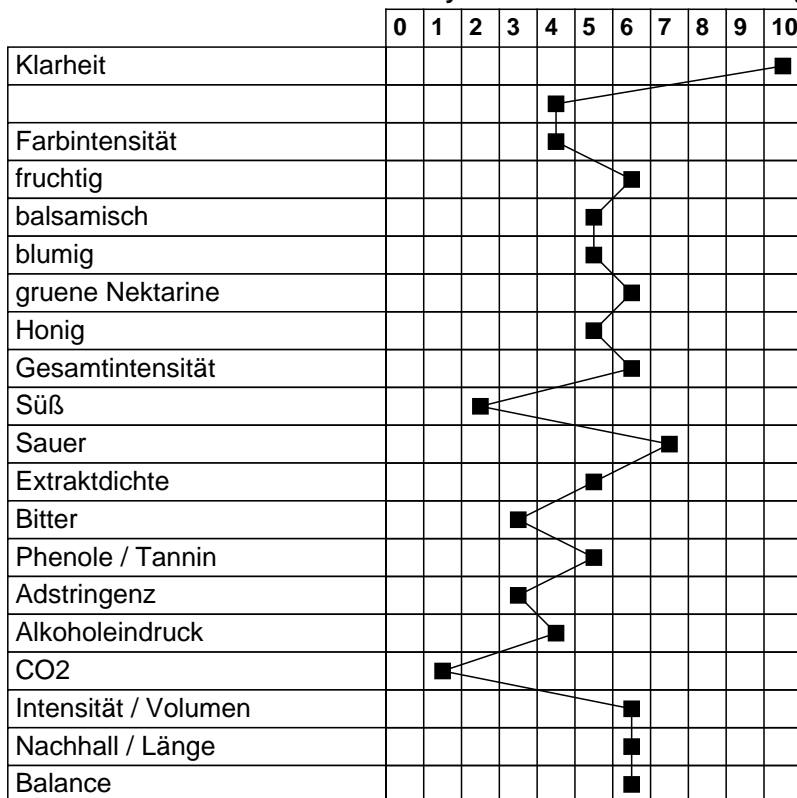 0 1 2 3 4 5 6 7 8 9 10
Klarheit
Farbintensität
fruchtig
balsamisch
blumig
gruene Nektarine
Honig
Gesamtintensität
Süß
Sauer
Extraktdichte
Bitter
Phenole / Tannin
Adstringenz
Alkoholeindruck
CO2
Intensität / Volumen
Nachhall / Länge
Balance